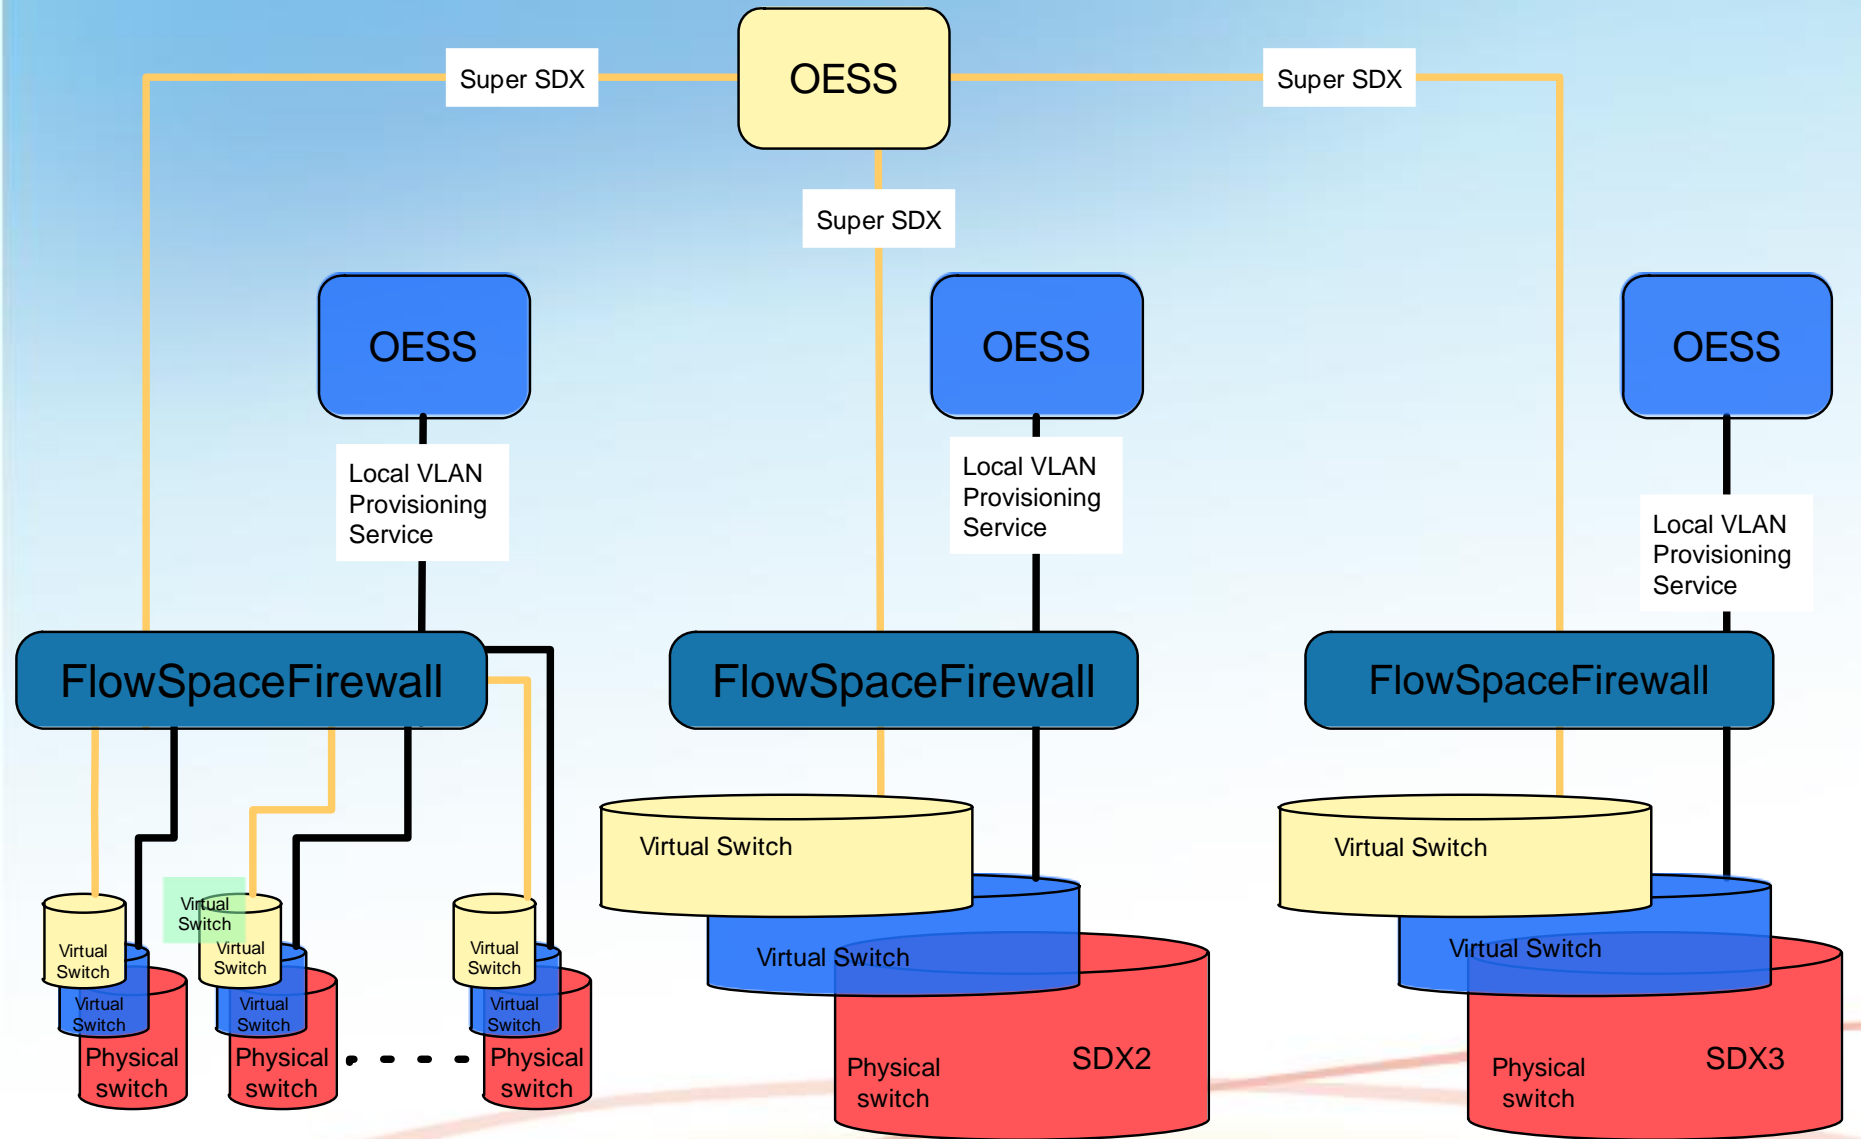 OESS
Super SDX
Super SDX
Super SDX
OESS
OESS
OESS
Local VLAN
Provisioning
Service
Local VLAN
Provisioning
Service
Local VLAN
Provisioning
Service
FlowSpaceFirewall
FlowSpaceFirewall
FlowSpaceFirewall
Virtual Switch
Virtual Switch
Virtual
Switch
Virtual
Switch
Virtual
Switch
Virtual
Switch
Virtual Switch
Virtual Switch
Virtual
Switch
Virtual
Switch
Virtual
Switch
Physical
switch
Physical
switch
Physical
switch
Physical
switch
SDX2
Physical
switch
SDX3